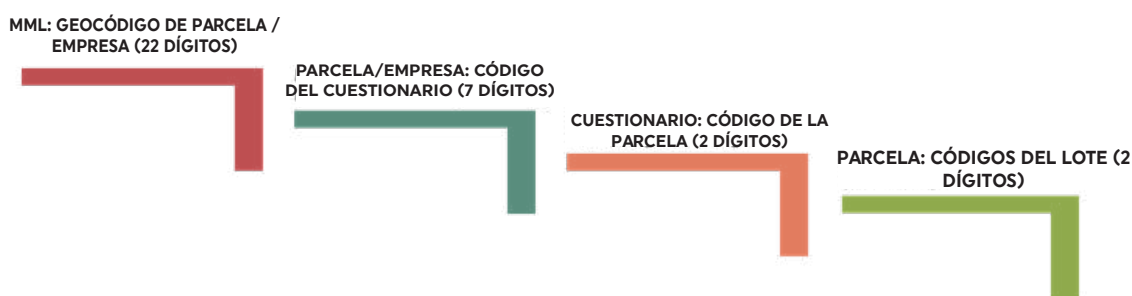 MML: GEOCÓDIGO DE PARCELA /
EMPRESA (22 DÍGITOS)
PARCELA/EMPRESA: CÓDIGO
DEL CUESTIONARIO (7 DÍGITOS)
CUESTIONARIO: CÓDIGO DE LA
PARCELA (2 DÍGITOS)
PARCELA: CÓDIGOS DEL LOTE (2
DÍGITOS)